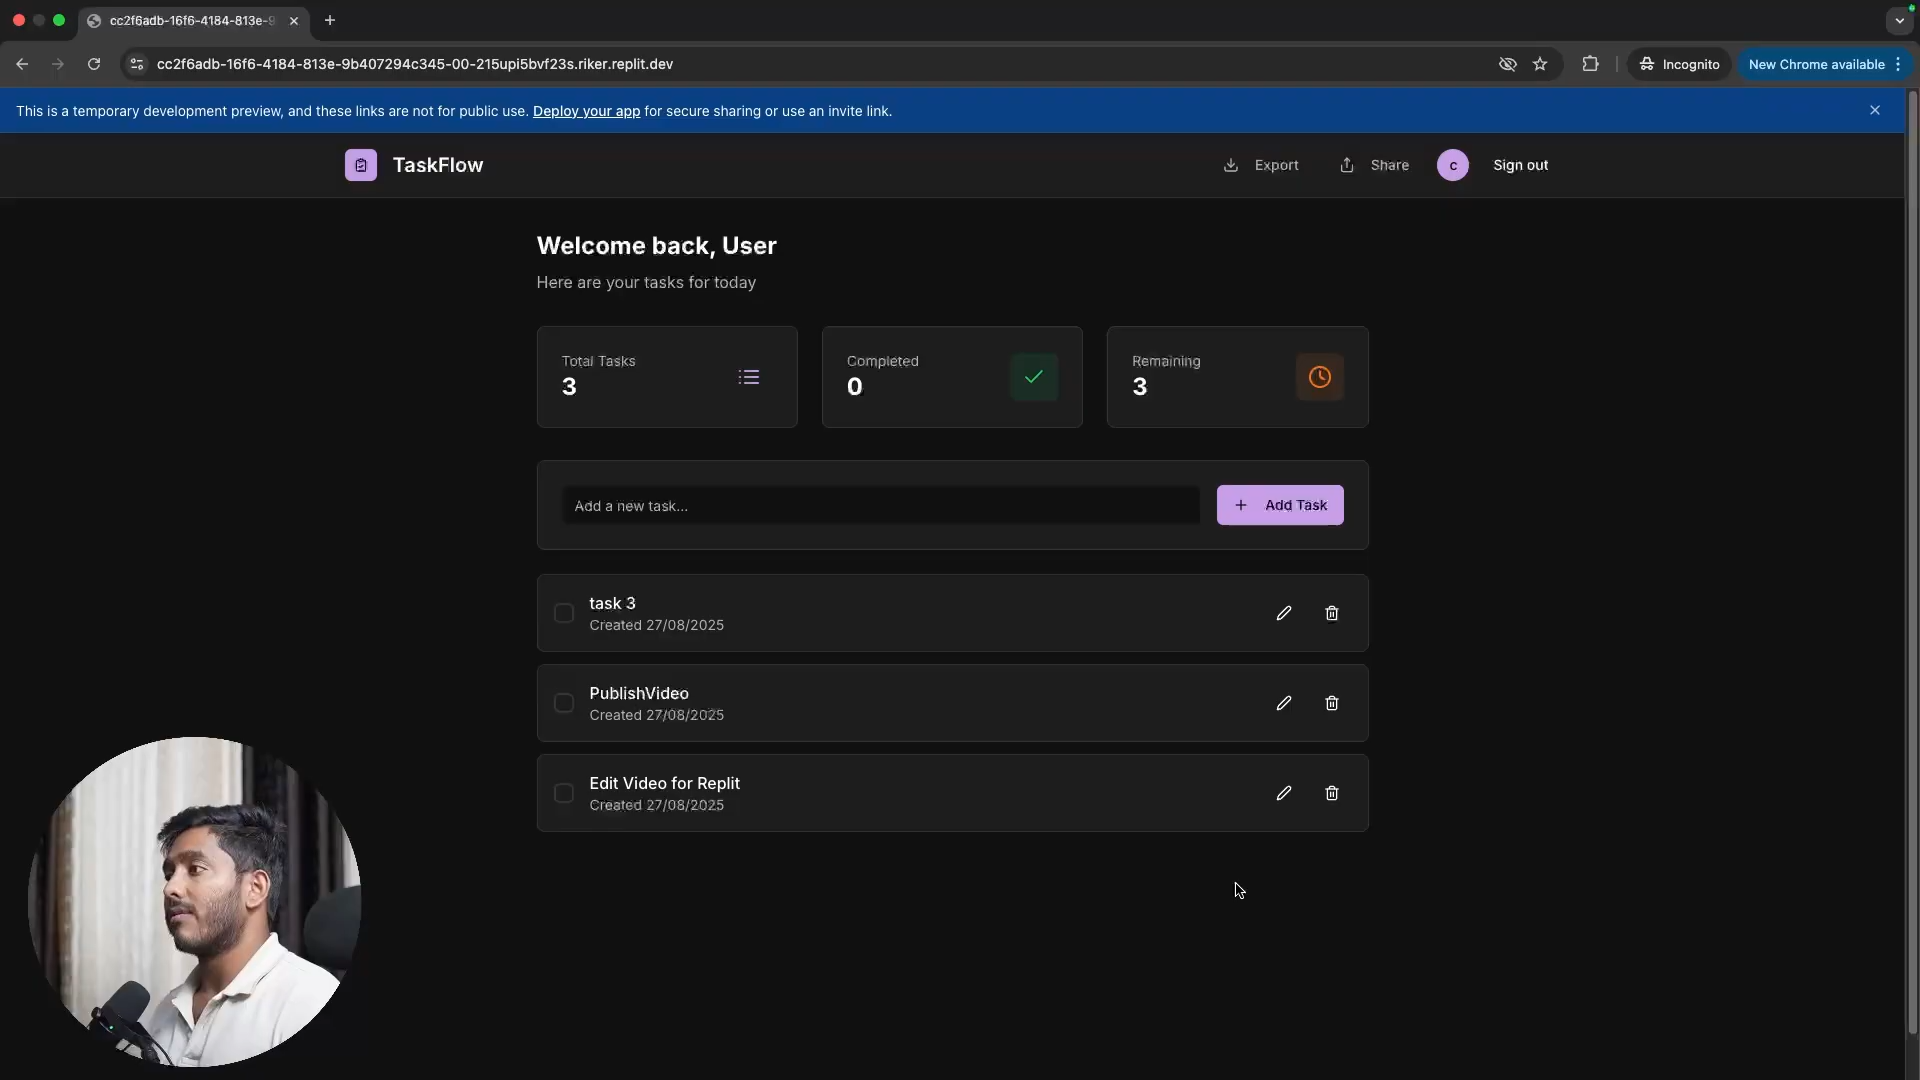 cc2f6adb-16f6-4184-813e-9
cc2f6adb-16f6-4184-813e-9b407294c345-00-215upi5bvf23s.riker.replit.dev
Incognito
New Chrome available
This is a temporary development preview, and these links are not for public use. Deploy your app for secure sharing or use an invite link.
TaskFlow
Export
Share
c
Sign out
Welcome back, User
Here are your tasks for today
Total Tasks
3
Completed
0
Remaining
3
Add a new task...
Add Task
task 3
Created 27/08/2025
PublishVideo
Created 27/08/2025
Edit Video for Replit
Created 27/08/2025